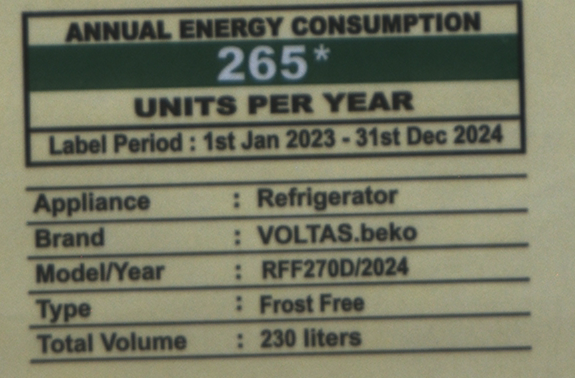 ANNUAL ENERGY CONSUMPTION
265*
UNITS PER YEAR
Label Period : 1st Jan 2023 - 31st Dec 2024
Appliance : Refrigerator
Brand : VOLTAS.beko
Model/Year : RFF270D/2024
Type : Frost Free
Total Volume : 230 liters